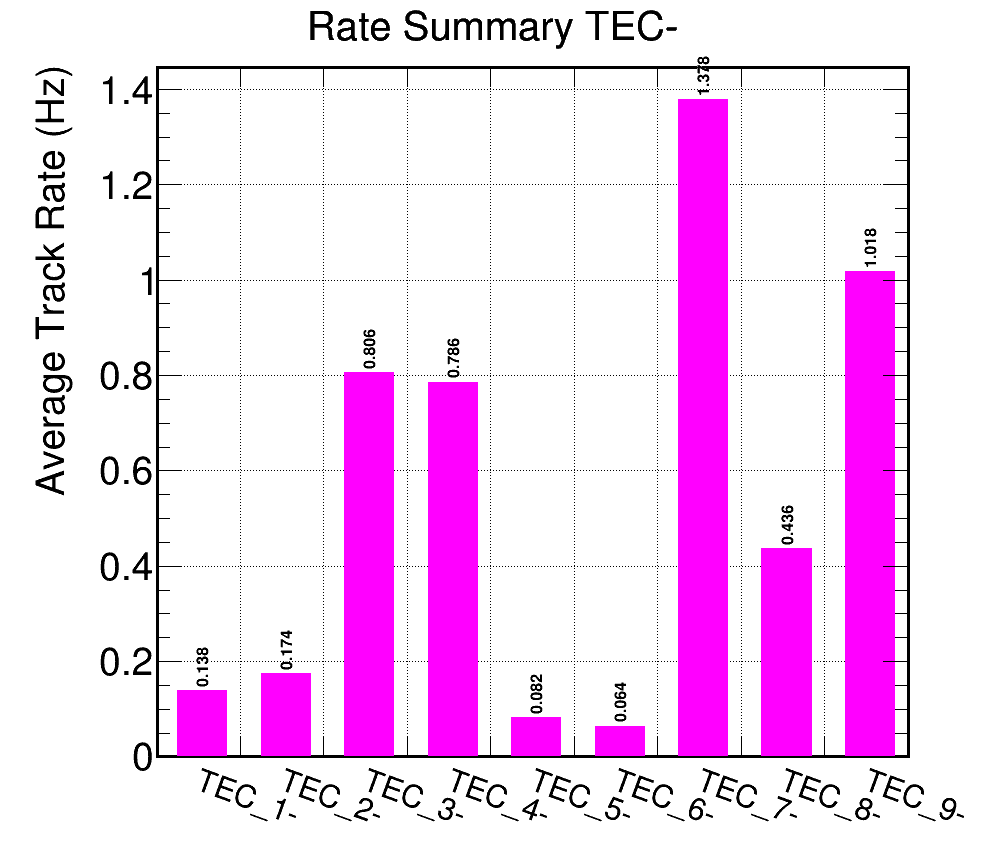 Rate Summary TEC-
Average Track Rate (Hz)
1.4
1.2
1
0.8
0.6
0.4
0.2
0
0.138
0.174
0.806
0.786
0.082
0.064
1.378
0.436
1.018
TEC_1-
TEC_2-
TEC_3-
TEC_4-
TEC_5-
TEC_6-
TEC_7-
TEC_8-
TEC_9-